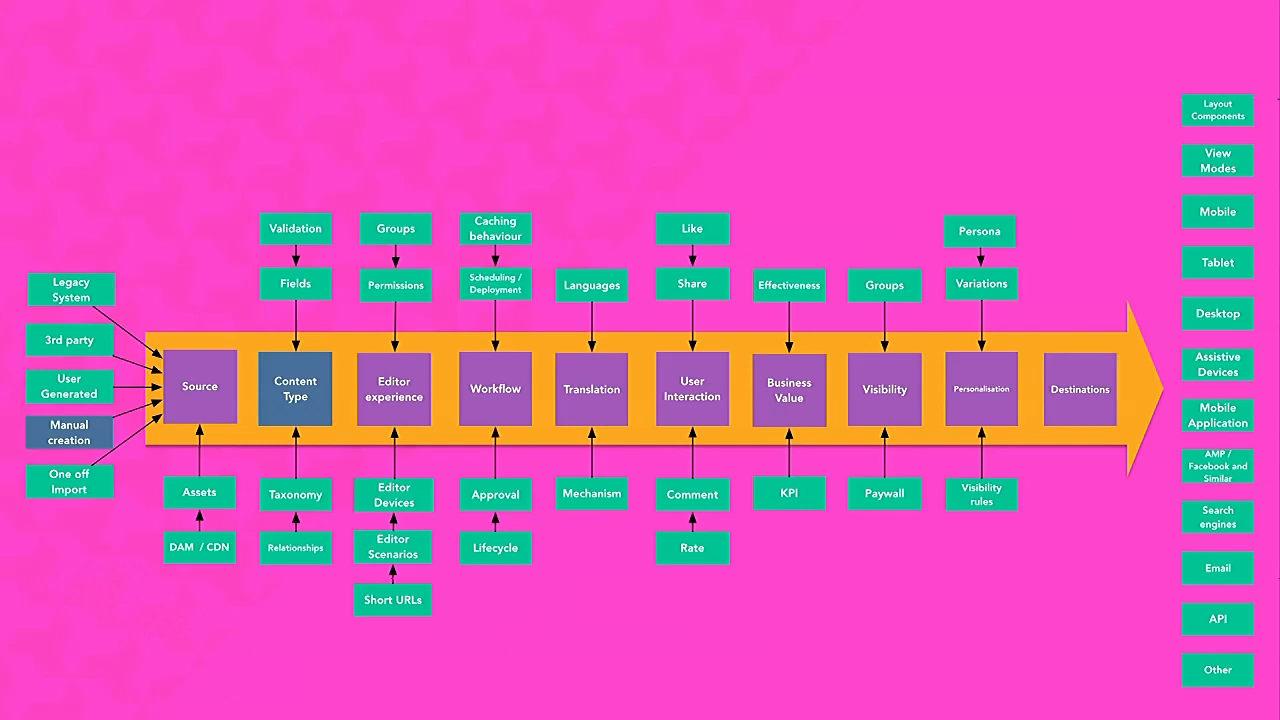 Layout
Components
View
Modes
Mobile
Tablet
Desktop
Assistive
Devices
Mobile
Application
AMP /
Facebook and
Similar
Search
engines
Email
API
Other
Validation
Groups
Caching
behaviour
Like
Persona
Fields
Permissions
Scheduling /
Deployment
Languages
Share
Effectiveness
Groups
Variations
Legacy
System
3rd party
User
Generated
Manual
creation
One off
Import
Source
Content
Type
Editor
experience
Workflow
Translation
User
Interaction
Business
Value
Visibility
Personalisation
Destinations
Assets
Taxonomy
Editor
Devices
Approval
Mechanism
Comment
KPI
Paywall
Visibility
rules
DAM / CDN
Relationships
Editor
Scenarios
Lifecycle
Rate
Short URLs